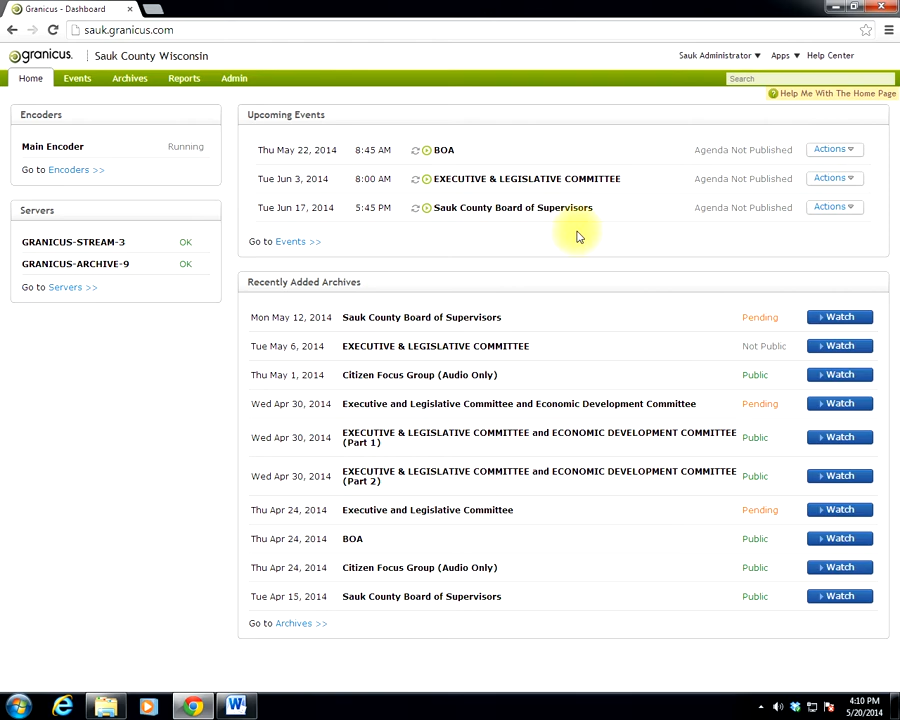 Granicus - Dashboard
sauk.granicus.com
granicus. Sauk County Wisconsin Sauk Administrator Apps Help Center
Home Events Archives Reports Admin Search
Help Me With The Home Page
Encoders
Main Encoder Running
Go to Encoders >>
Servers
GRANICUS-STREAM-3 OK
GRANICUS-ARCHIVE-9 OK
Go to Servers >>
Upcoming Events
Thu May 22, 2014 8:45 AM BOA Agenda Not Published Actions
Tue Jun 3, 2014 8:00 AM EXECUTIVE & LEGISLATIVE COMMITTEE Agenda Not Published Actions
Tue Jun 17, 2014 5:45 PM Sauk County Board of Supervisors Agenda Not Published Actions
Go to Events >>
Recently Added Archives
Mon May 12, 2014 Sauk County Board of Supervisors Pending Watch
Tue May 6, 2014 EXECUTIVE & LEGISLATIVE COMMITTEE Not Public Watch
Thu May 1, 2014 Citizen Focus Group (Audio Only) Public Watch
Wed Apr 30, 2014 Executive and Legislative Committee and Economic Development Committee Pending Watch
Wed Apr 30, 2014 EXECUTIVE & LEGISLATIVE COMMITTEE and ECONOMIC DEVELOPMENT COMMITTEE (Part 1) Public Watch
Wed Apr 30, 2014 EXECUTIVE & LEGISLATIVE COMMITTEE and ECONOMIC DEVELOPMENT COMMITTEE (Part 2) Public Watch
Thu Apr 24, 2014 Executive and Legislative Committee Pending Watch
Thu Apr 24, 2014 BOA Public Watch
Thu Apr 24, 2014 Citizen Focus Group (Audio Only) Public Watch
Tue Apr 15, 2014 Sauk County Board of Supervisors Public Watch
Go to Archives >>
4:10 PM
5/20/2014